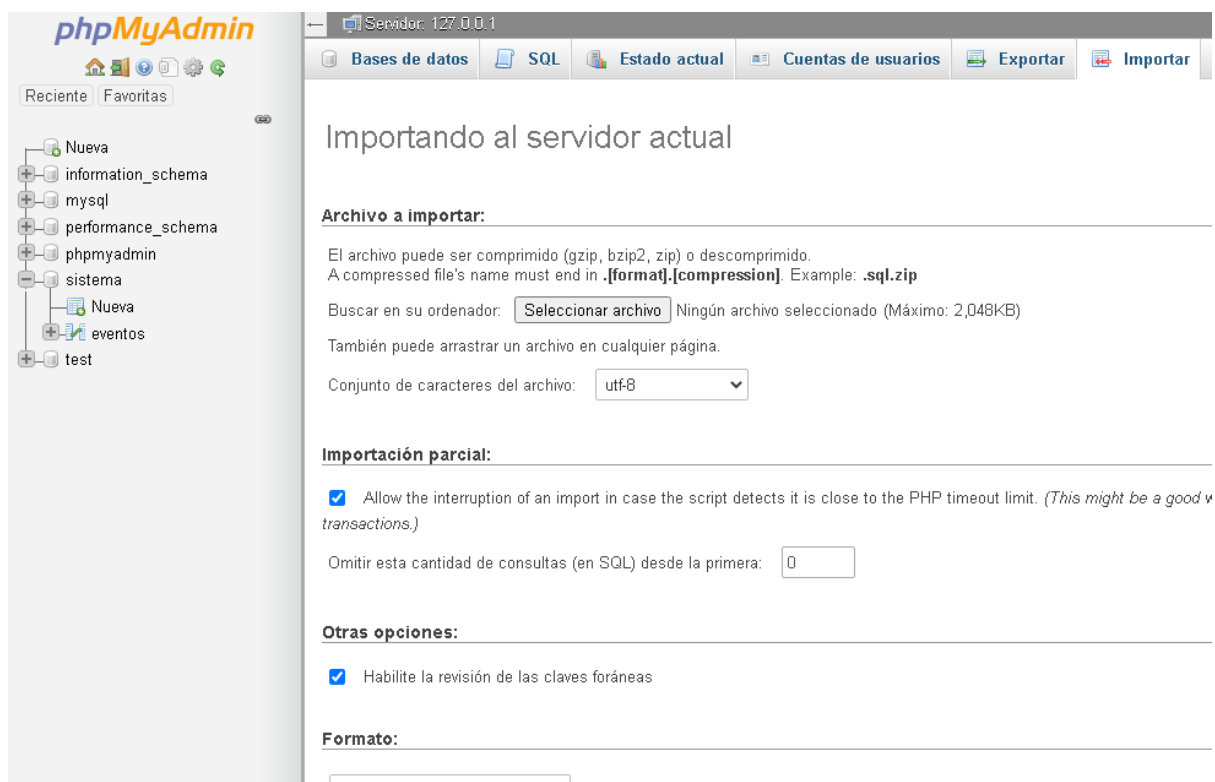 phpMyAdmin
Reciente Favoritas
Nueva
information_schema
mysql
performance_schema
phpmyadmin
sistema
Nueva
eventos
test
Servidor: 127.0.0.1
Bases de datos SQL Estado actual Cuentas de usuarios Exportar Importar
Importando al servidor actual
Archivo a importar:
El archivo puede ser comprimido (gzip, bzip2, zip) o descomprimido.
A compressed file's name must end in .[format].[compression]. Example: .sql.zip
Buscar en su ordenador: Seleccionar archivo Ningún archivo seleccionado (Máximo: 2,048KB)
También puede arrastrar un archivo en cualquier página.
Conjunto de caracteres del archivo: utf-8
Importación parcial:
Allow the interruption of an import in case the script detects it is close to the PHP timeout limit. (This might be a good
transactions.)
Omitir esta cantidad de consultas (en SQL) desde la primera: 0
Otras opciones:
Habilite la revisión de las claves foráneas
Formato: